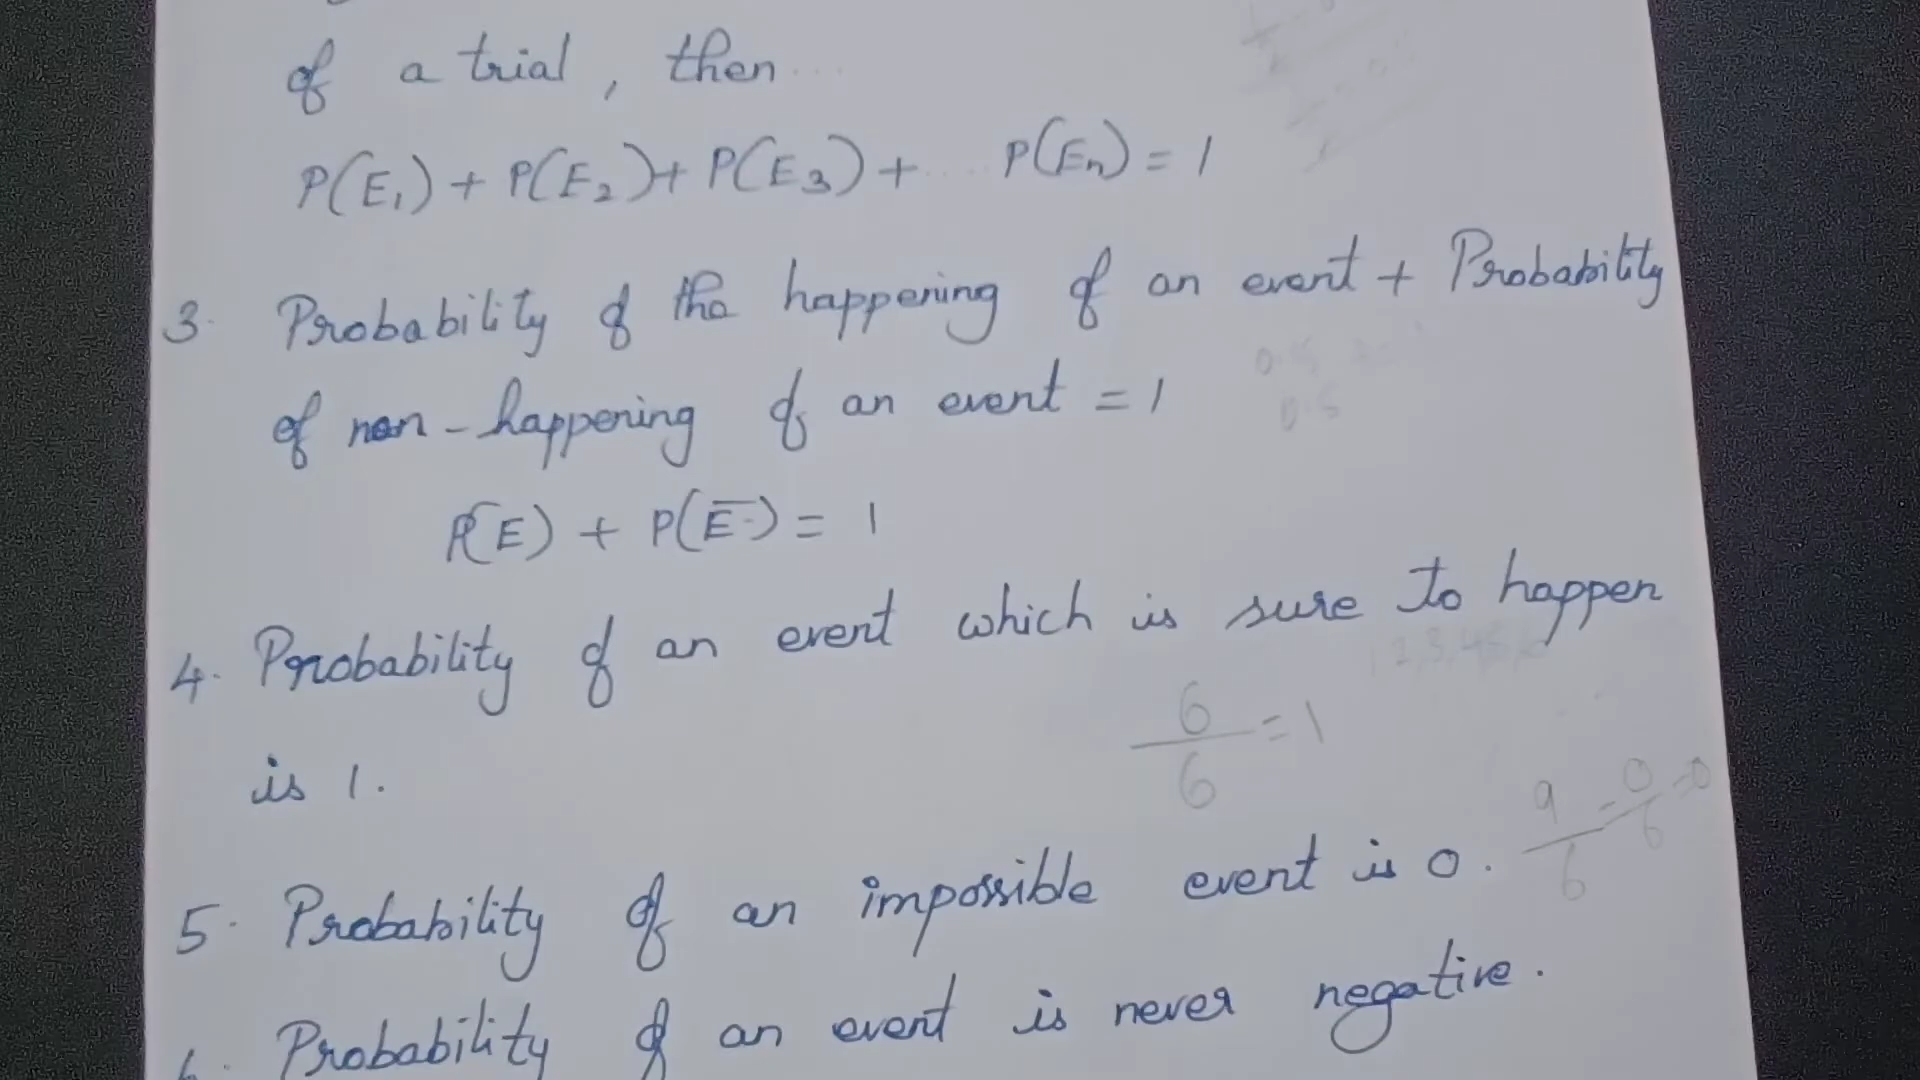 of a trial, then
P(E₁) + P(E₂) + P(E₃) + .... P(Eₙ) = 1
3. Probability of the happening of an event + Probability
of non-happening of an event = 1
P(E) + P(E̅) = 1
4. Probability of an event which is sure to happen
6/6 = 1
is 1.
9/6 = 0/6 = 0
5. Probability of an impossible event is 0.
6. Probability of an event is never negative.